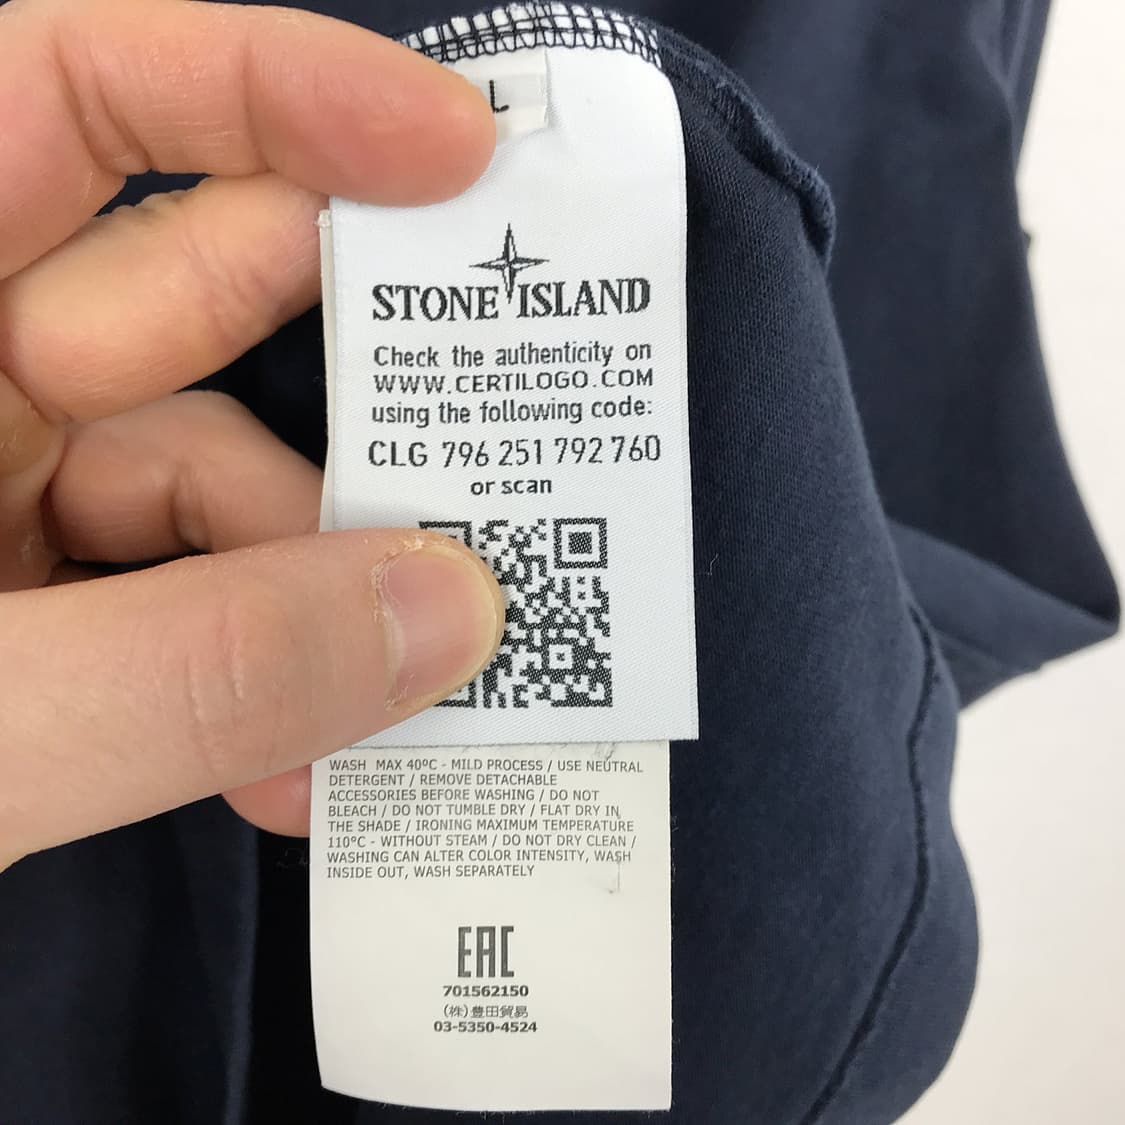 L
STONE ISLAND
Check the authenticity on
WWW.CERTILOGO.COM
using the following code:
CLG 796 251 792 760
or scan
WASH MAX 40ºC - MILD PROCESS / USE NEUTRAL
DETERGENT / REMOVE DETACHABLE
ACCESSORIES BEFORE WASHING / DO NOT
BLEACH / DO NOT TUMBLE DRY / FLAT DRY IN
THE SHADE / IRONING MAXIMUM TEMPERATURE
110°C - WITHOUT STEAM / DO NOT DRY CLEAN /
WASHING CAN ALTER COLOR INTENSITY, WASH
INSIDE OUT, WASH SEPARATELY
EAC
701562150
(株)豊田貿易
03-5350-4524